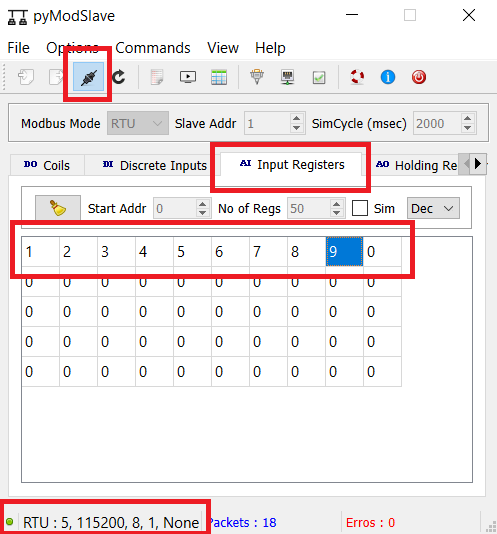 pyModSlave
File Options Commands View Help
Modbus Mode RTU Slave Addr 1 SimCycle (msec) 2000
DO Coils DI Discrete Inputs AI Input Registers AO Holding Re
Start Addr 0 No of Regs 50 Sim Dec
1 2 3 4 5 6 7 8 9 0
0 0 0 0 0 0 0 0 0 0
0 0 0 0 0 0 0 0 0 0
0 0 0 0 0 0 0 0 0 0
0 0 0 0 0 0 0 0 0 0
RTU : 5, 115200, 8, 1, None Packets : 18 Erros : 0